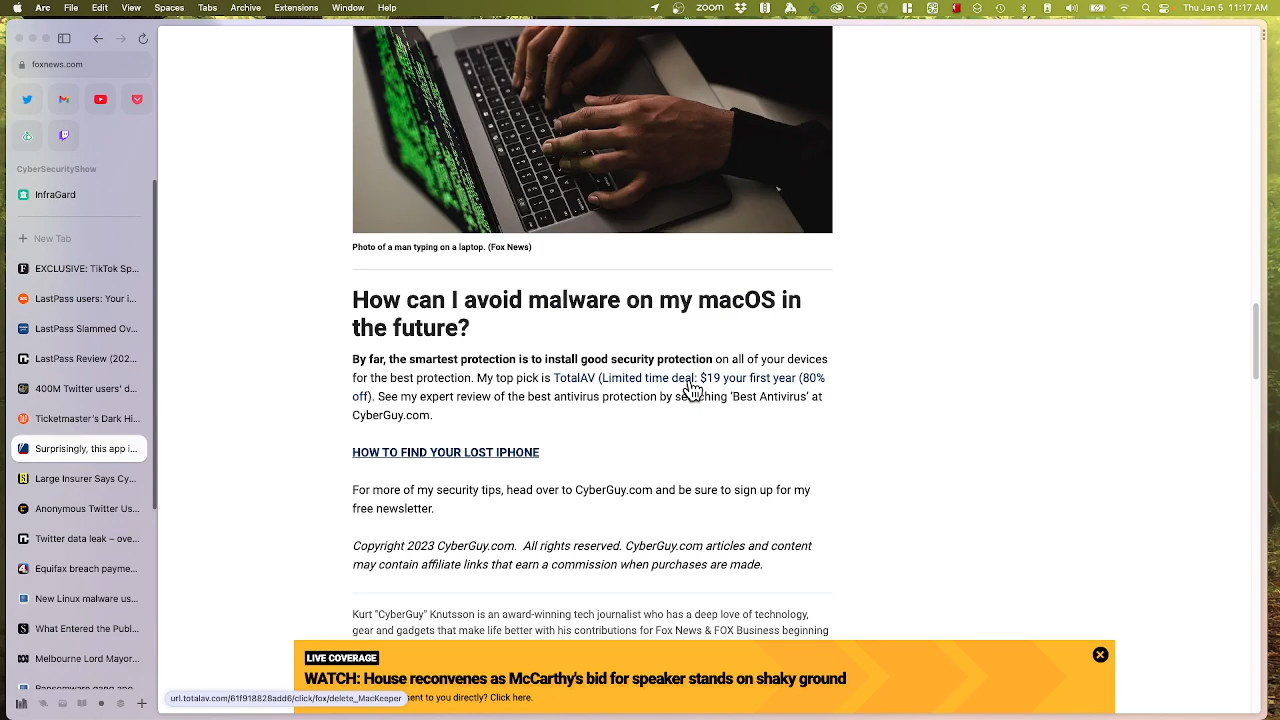 Arc File Edit View Spaces Tabs Archive Extensions Window Help
Thu Jan 5 11:17 AM
foxnews.com
CyberSecurityShow
InfraGard
New Tab
EXCLUSIVE: TikTok Sp...
LastPass users: Your i...
LastPass Slammed Ov...
LastPass Review (202...
400M Twitter users' d...
Surprisingly, this app i...
Large Insurer Says Cy...
Anonymous Twitter ac...
Twitter data leak – ove...
Equifax breach payme...
New Linux malware us...
What Enterprises Need...
Melbourne Lord Mayor...
Photo of a man typing on a laptop. (Fox News)
How can I avoid malware on my macOS in
the future?
By far, the smartest protection is to install good security protection on all of your devices
for the best protection. My top pick is TotalAV (Limited time deal: $19 your first year (80%
off). See my expert review of the best antivirus protection by searching ‘Best Antivirus’ at
CyberGuy.com.
HOW TO FIND YOUR LOST IPHONE
For more of my security tips, head over to CyberGuy.com and be sure to sign up for my
free newsletter.
Copyright 2023 CyberGuy.com. All rights reserved. CyberGuy.com articles and content
may contain affiliate links that earn a commission when purchases are made.
Kurt "CyberGuy" Knutsson is an award-winning tech journalist who has a deep love of technology,
gear and gadgets that make life better with his contributions for Fox News & FOX Business beginning
LIVE COVERAGE
WATCH: House reconvenes as McCarthy's bid for speaker stands on shaky ground
sent to you directly? Click here.
url.totalav.com/61f918828add6/click/fox/delete_MacKeeper